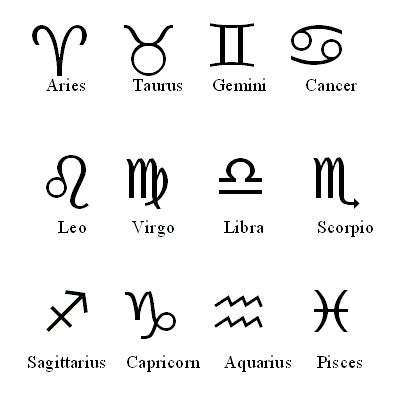 Aries Taurus Gemini Cancer
Leo Virgo Libra Scorpio
Sagittarius Capricorn Aquarius Pisces